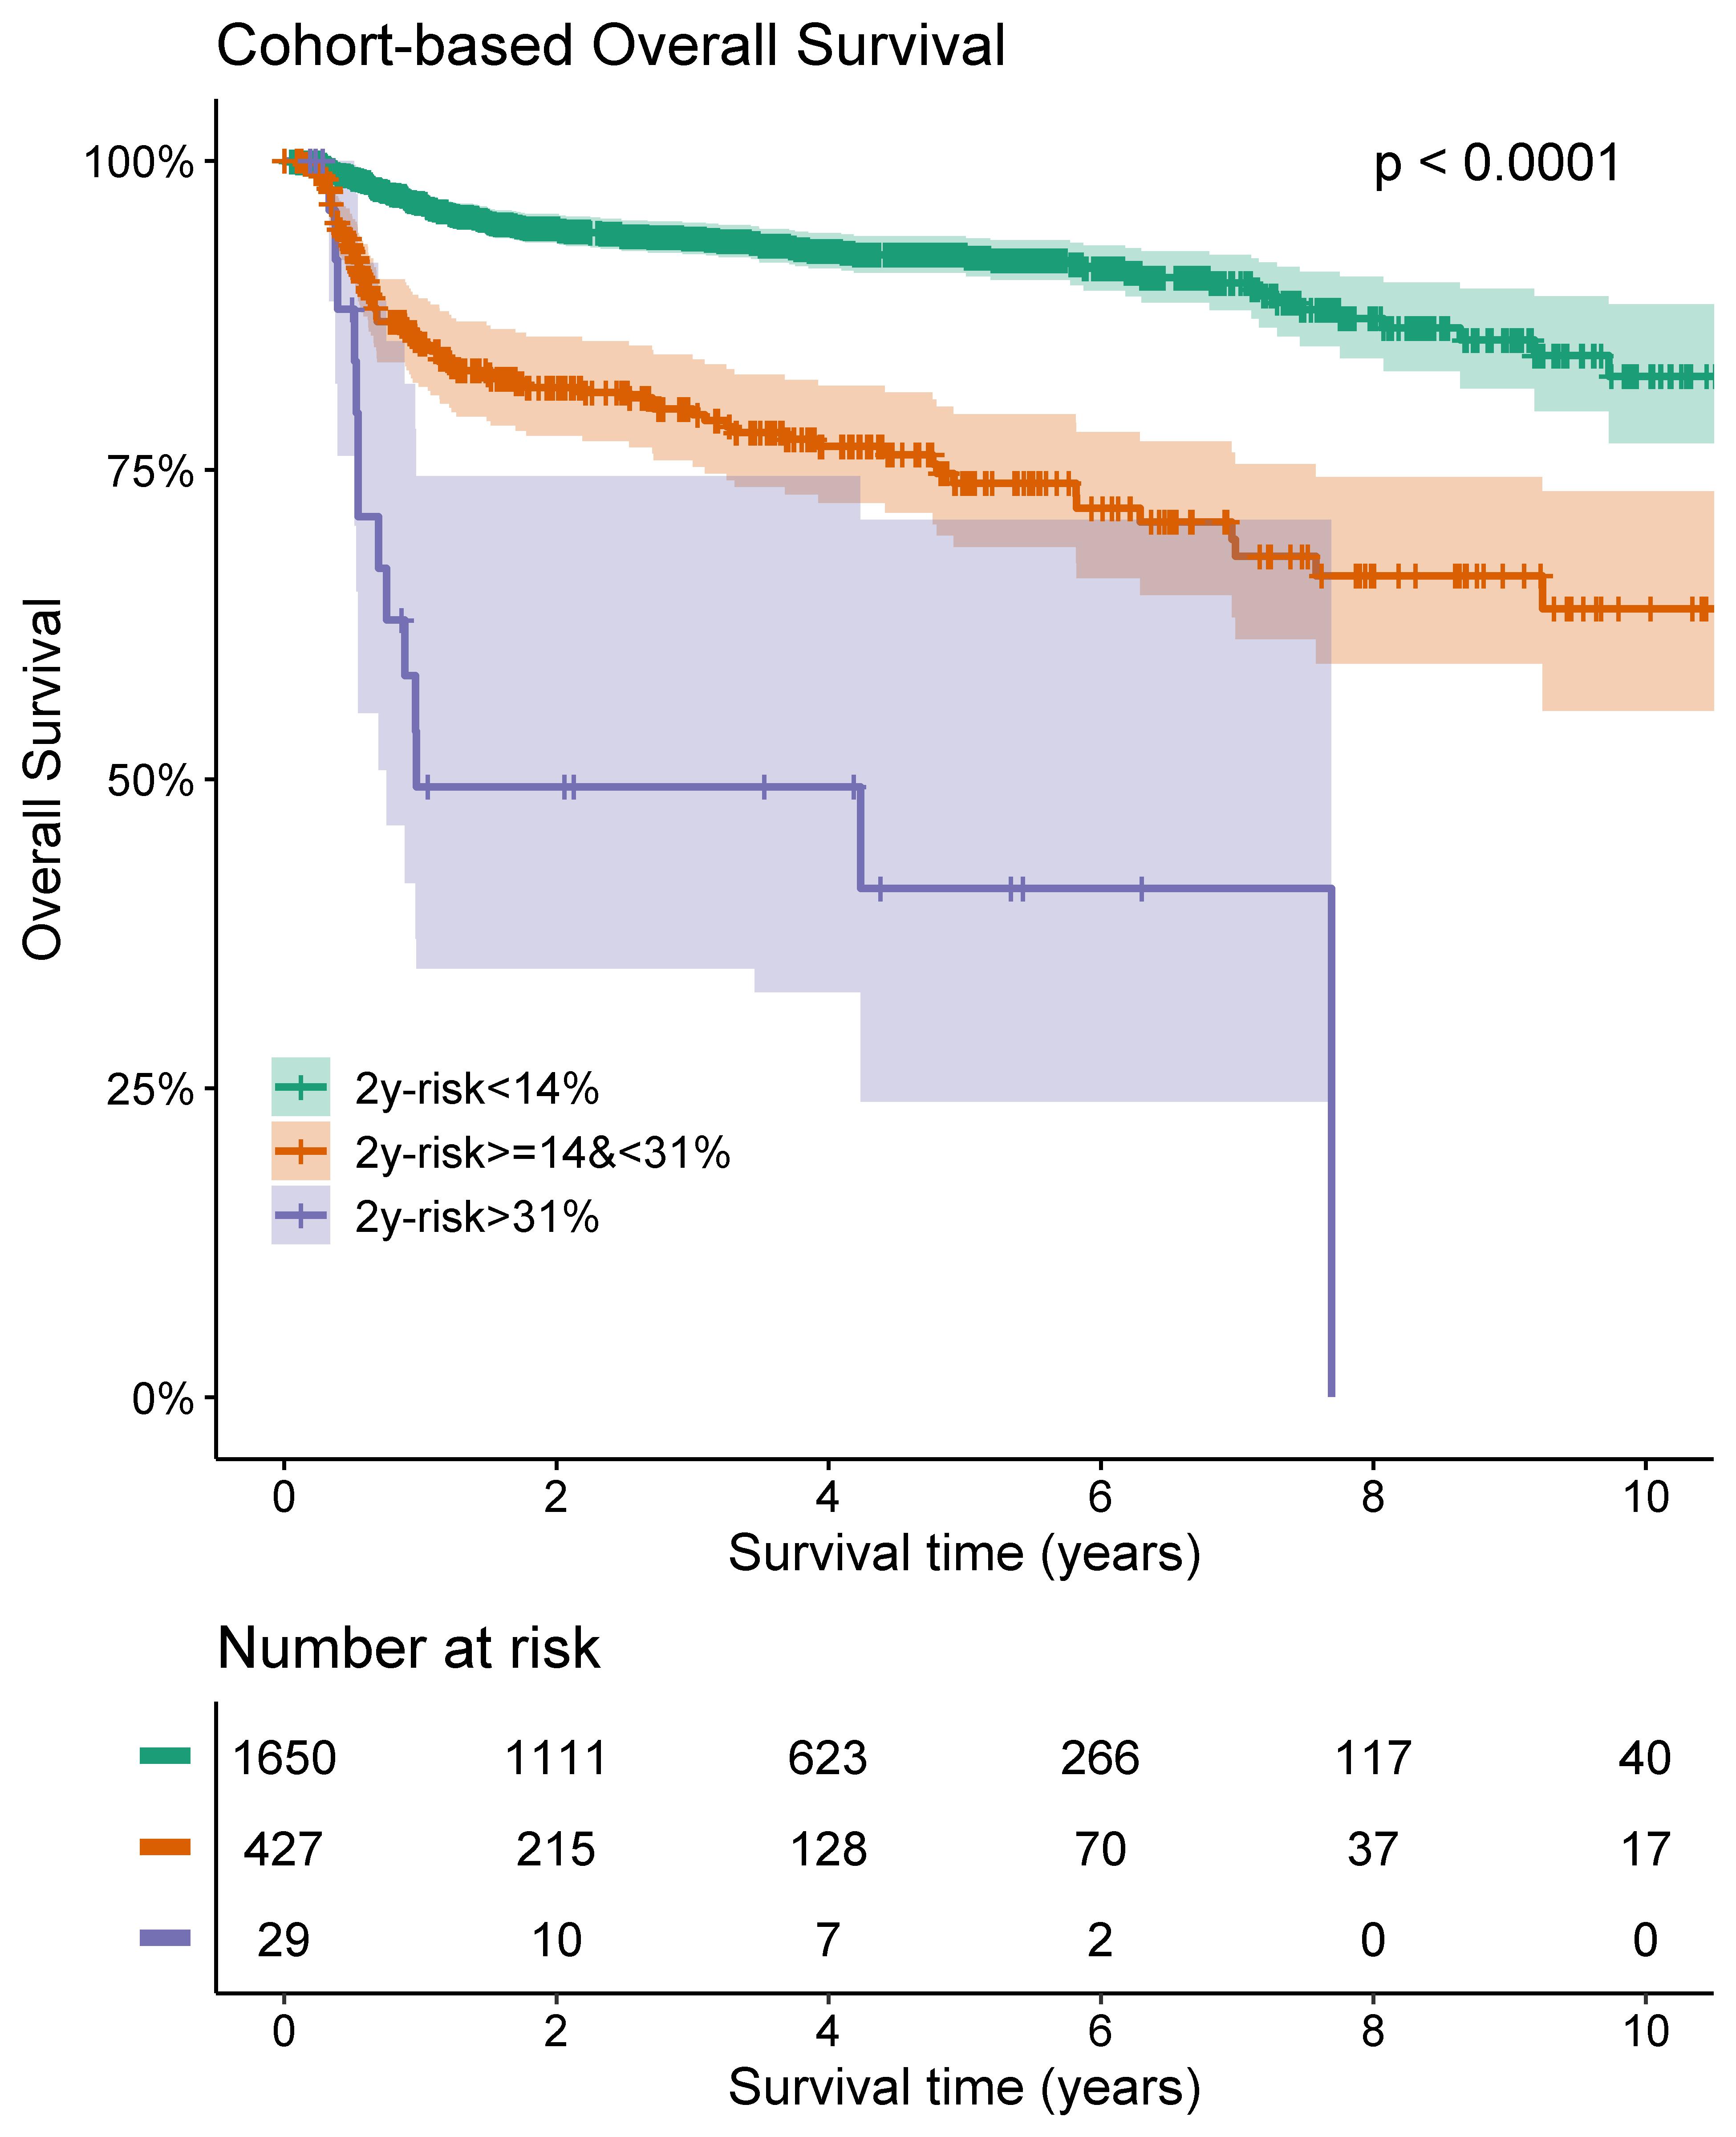 Cohort-based Overall Survival
p < 0.0001
100%
75%
50%
25%
0%
Overall Survival
2y-risk<14%
2y-risk>=14&<31%
2y-risk>31%
0 2 4 6 8 10
Survival time (years)
Number at risk
1650 1111 623 266 117 40
427 215 128 70 37 17
29 10 7 2 0 0
0 2 4 6 8 10
Survival time (years)